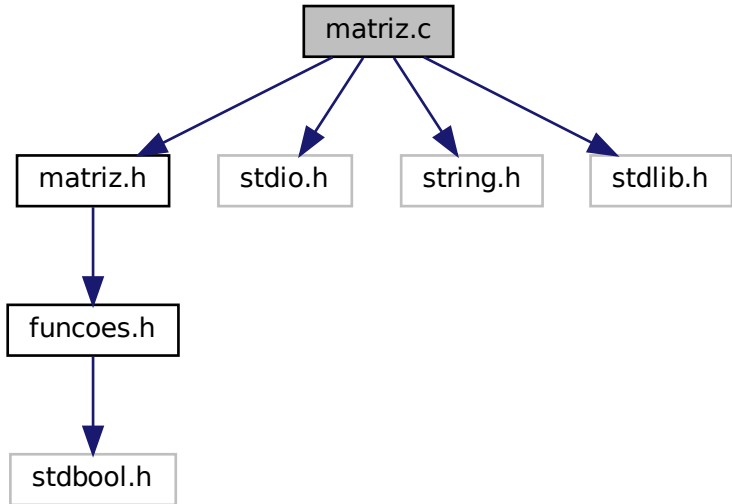 matriz.c
matriz.h
stdio.h
string.h
stdlib.h
funcoes.h
stdbool.h